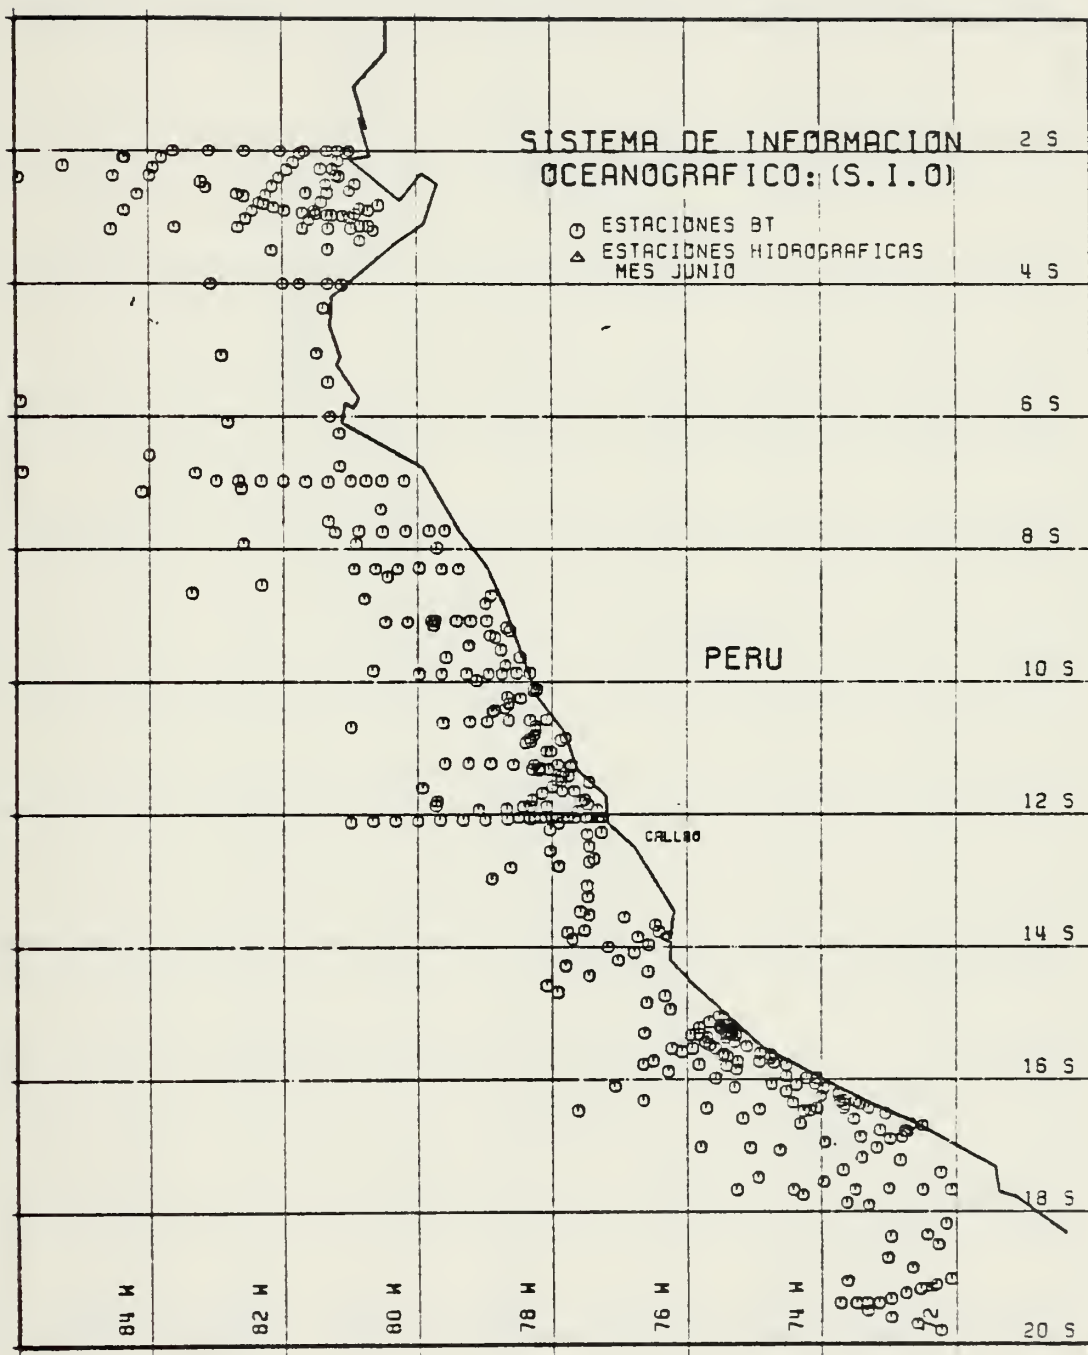 SISTEMA DE INFORMACION
OCEANOGRAFICO: (S.I.O)
ESTACIONES BT
ESTACIONES HIDROGRAFICAS
MES JUNIO
2 S
4 S
6 S
8 S
PERU
10 S
12 S
CALLAO
14 S
16 S
18 S
20 S
84 W
82 W
80 W
78 W
76 W
74 W
72